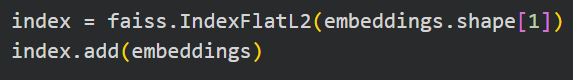 index = faiss.IndexFlatL2(embeddings.shape[1])
index.add(embeddings)